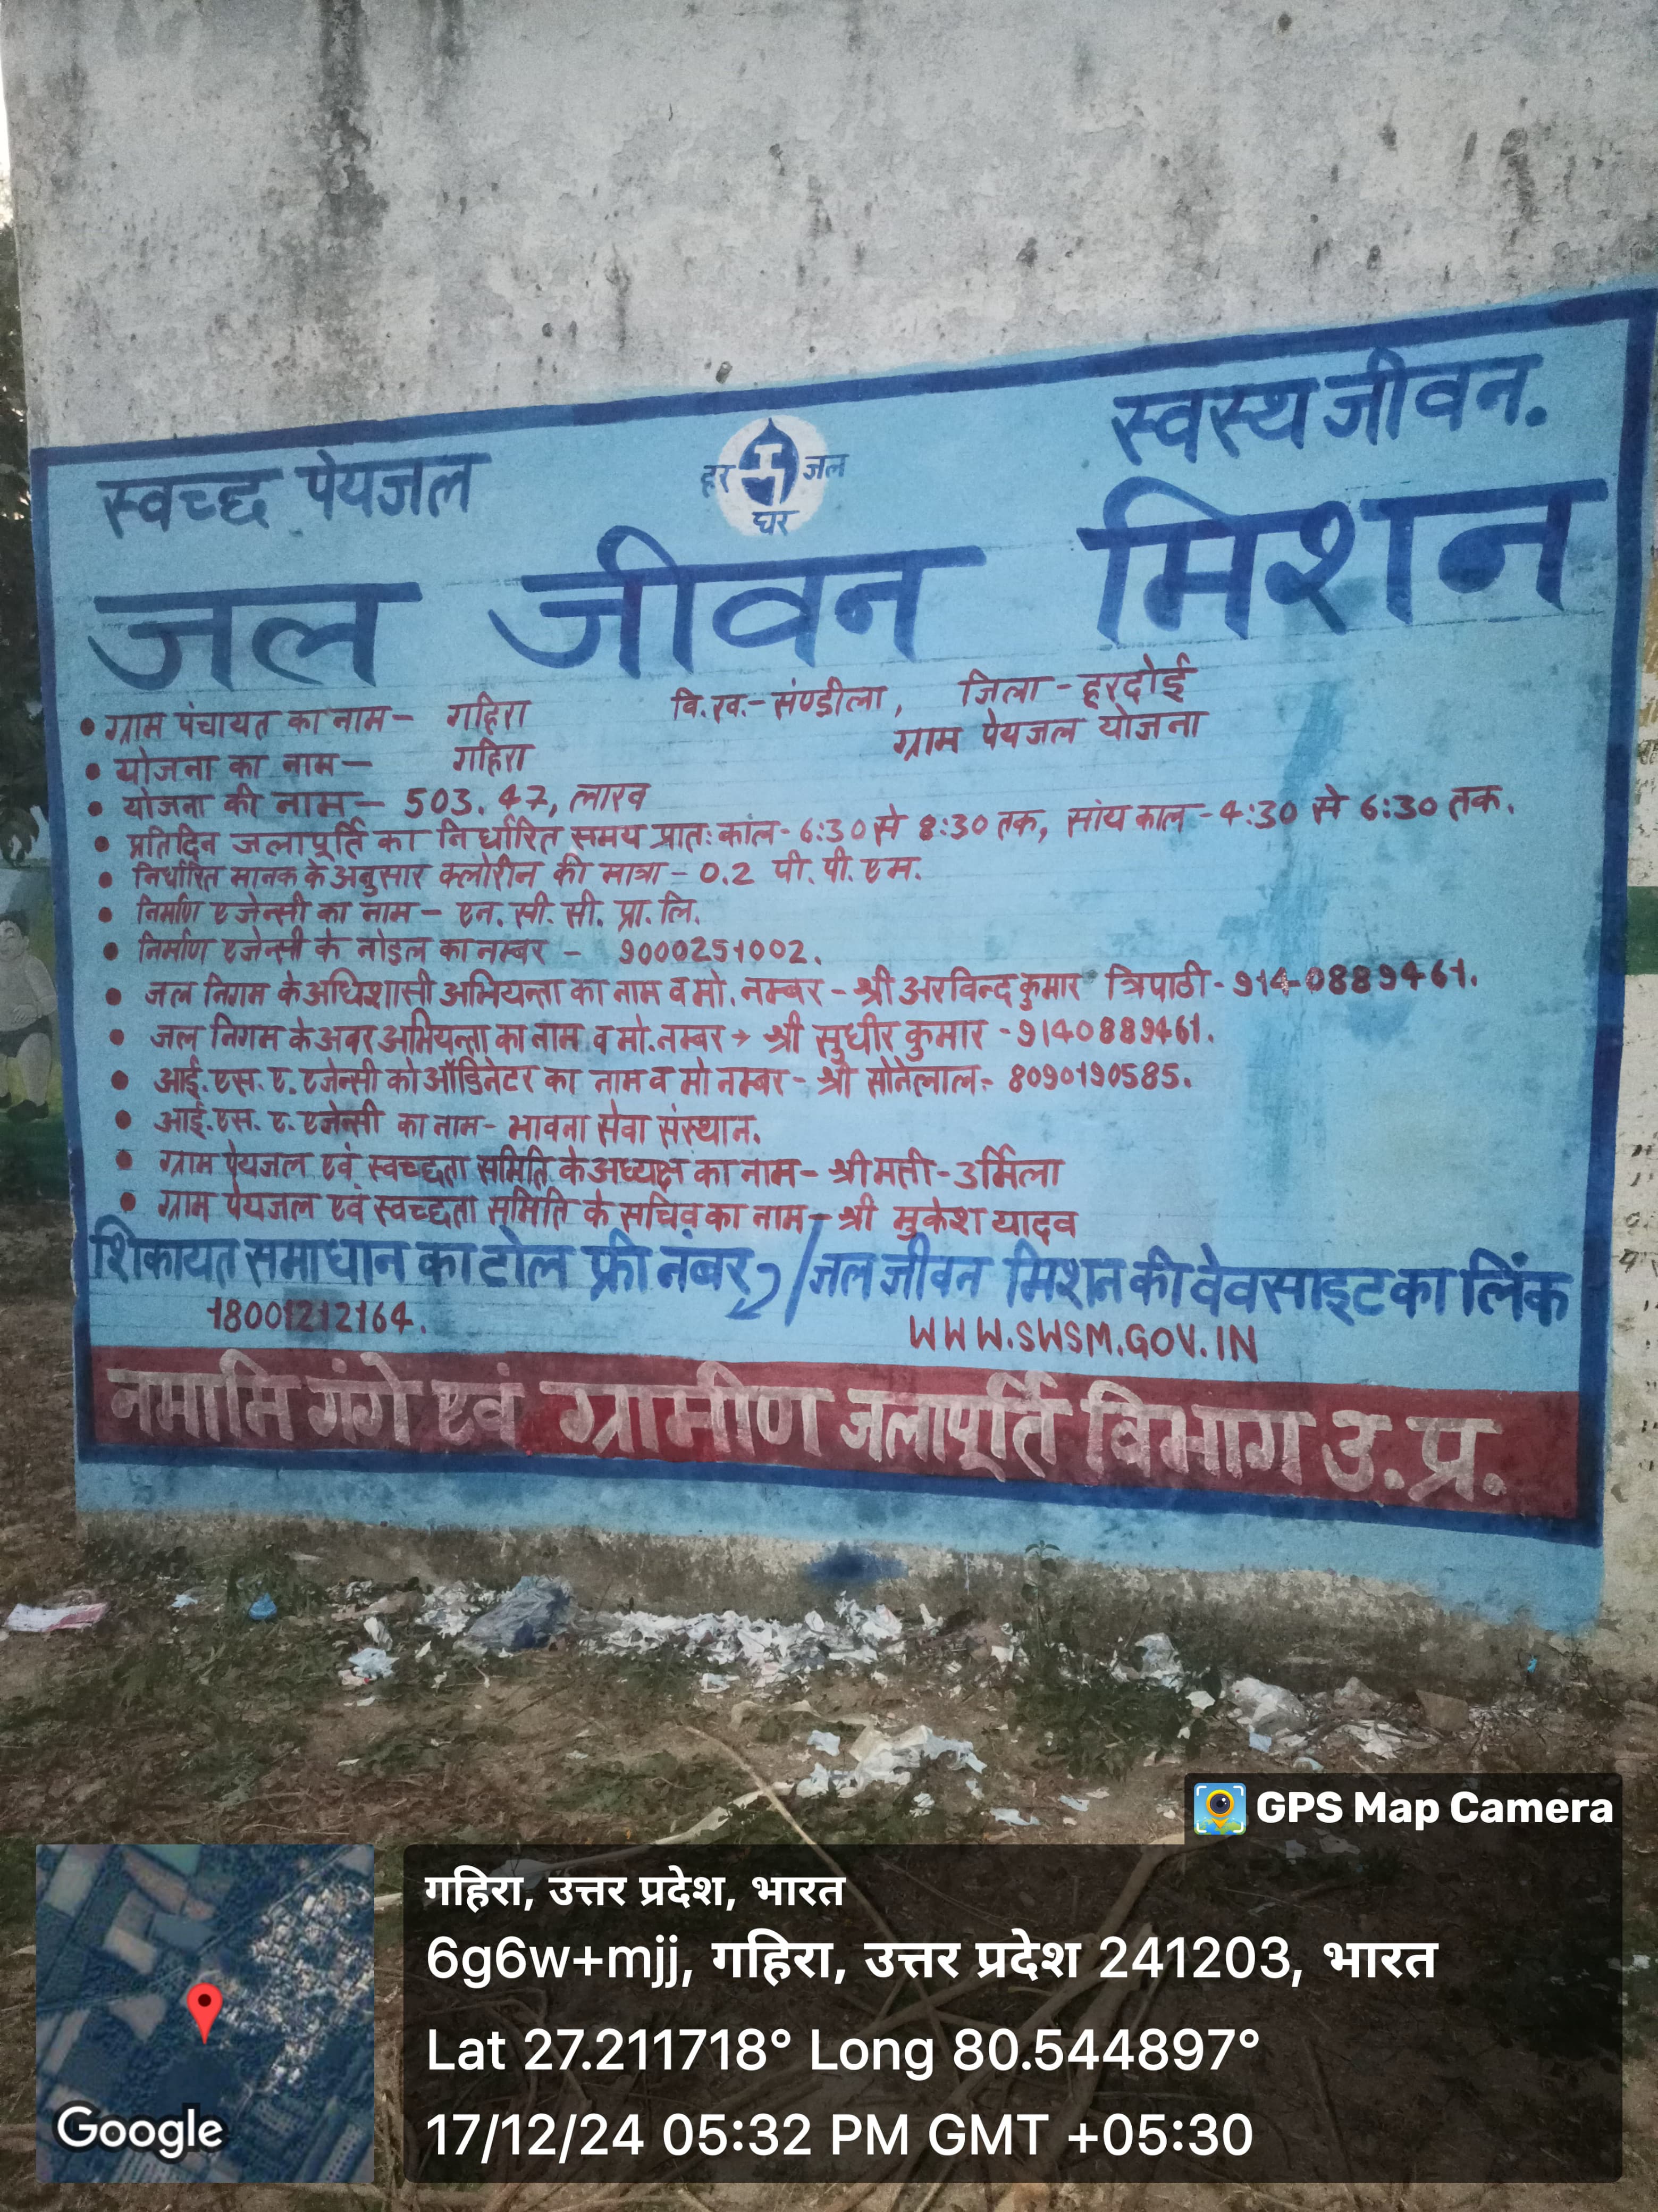 स्वच्छ पेयजल
हर जल
घर
स्वस्थ जीवन.
जल जीवन मिशन
• ग्राम पंचायत का नाम - गहिरा वि.ख.- संण्डीला, जिला - हरदोई
• योजना का नाम - गहिरा ग्राम पेयजल योजना
• योजना की नाम - 503.47, लाख
• प्रतिदिन जलापूर्ति का निर्धारित समय प्रातः काल - 6:30 से 8:30 तक, सांय काल - 4:30 से 6:30 तक.
• निर्धारित मानक के अनुसार क्लोरीन की मात्रा - 0.2 पी. पी. एम.
• निर्माण एजेन्सी का नाम - एन. सी. सी. प्रा. लि.
• निर्माण एजेन्सी के नोडल का नम्बर - 9000251002.
• जल निगम के अधिशासी अभियन्ता का नाम व मो. नम्बर - श्री अरविन्द कुमार त्रिपाठी - 914-0889461.
• जल निगम के अवर अभियन्ता का नाम व मो. नम्बर → श्री सुधीर कुमार - 9140889461.
• आई. एस. ए. एजेन्सी कोऑडिनेटर का नाम व मो नम्बर - श्री सोनेलाल - 8090190585.
• आई. एस. ए. एजेन्सी का नाम - भावना सेवा संस्थान.
• ग्राम पेयजल एवं स्वच्छता समिति के अध्यक्ष का नाम - श्रीमती - उर्मिला
• ग्राम पेयजल एवं स्वच्छता समिति के सचिव का नाम - श्री मुकेश यादव
शिकायत समाधान का टोल फ्री नंबर / जल जीवन मिशन की वेवसाइट का लिंक
18001212164. WWW.SWSM.GOV.IN
नमामि गंगे एवं ग्रामीण जलापूर्ति विभाग उ. प्र.
GPS Map Camera
गहिरा, उत्तर प्रदेश, भारत
6g6w+mjj, गहिरा, उत्तर प्रदेश 241203, भारत
Lat 27.211718° Long 80.544897°
17/12/24 05:32 PM GMT +05:30
Google